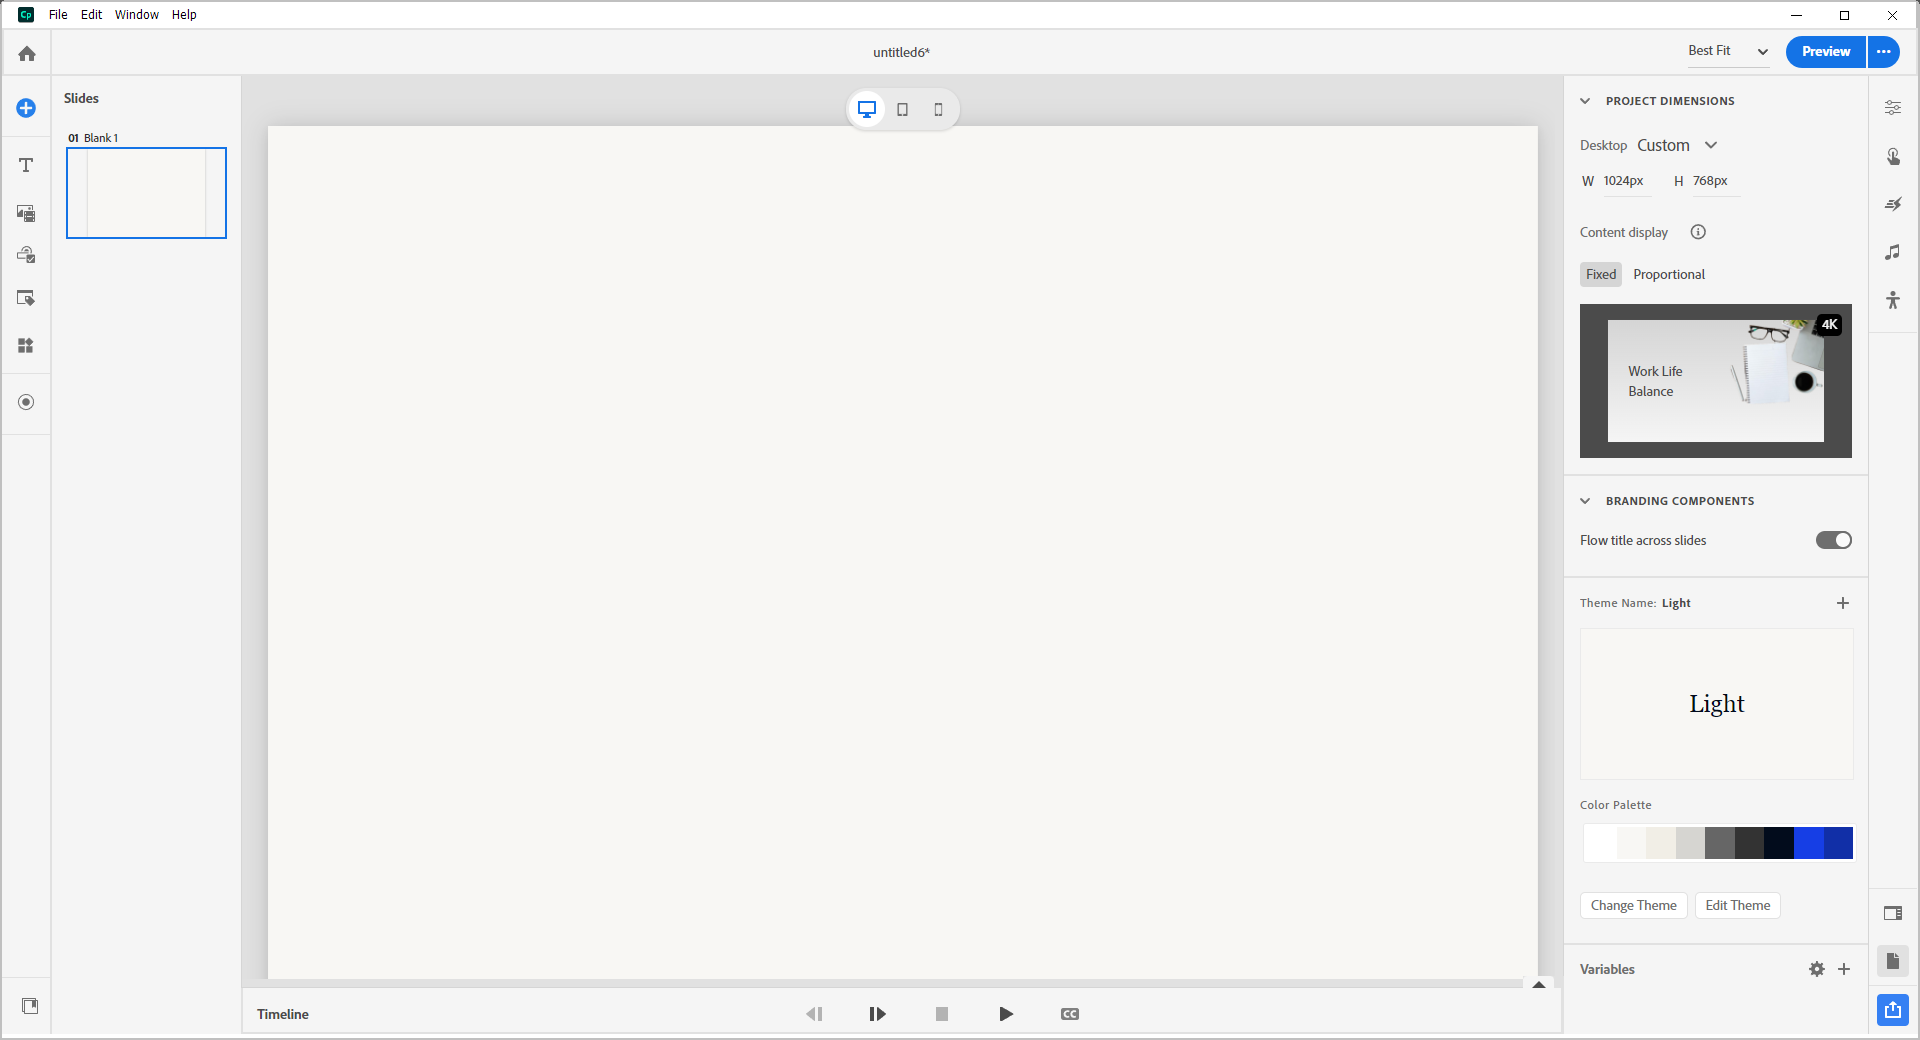 Cp File Edit Window Help
untitled6*
Best Fit
Preview
Slides
01 Blank 1
PROJECT DIMENSIONS
Desktop Custom
W 1024px H 768px
Content display
Fixed Proportional
4K
Work Life
Balance
BRANDING COMPONENTS
Flow title across slides
Theme Name: Light
Light
Color Palette
Change Theme Edit Theme
Variables
Timeline
CC